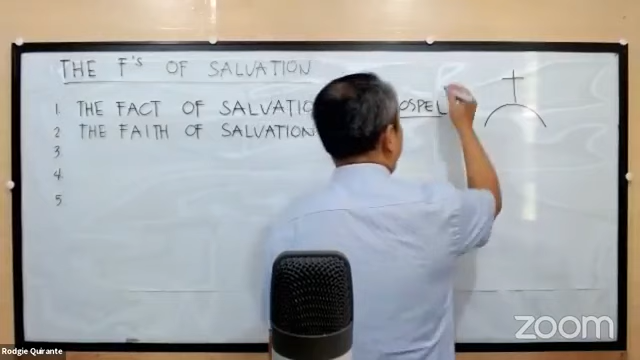 THE F'S OF SALVATION
1. THE FACT OF SALVATIO OSPEL
2 THE FAITH OF SALVATION
3.
4.
5.
zoom
Rodgie Quirante